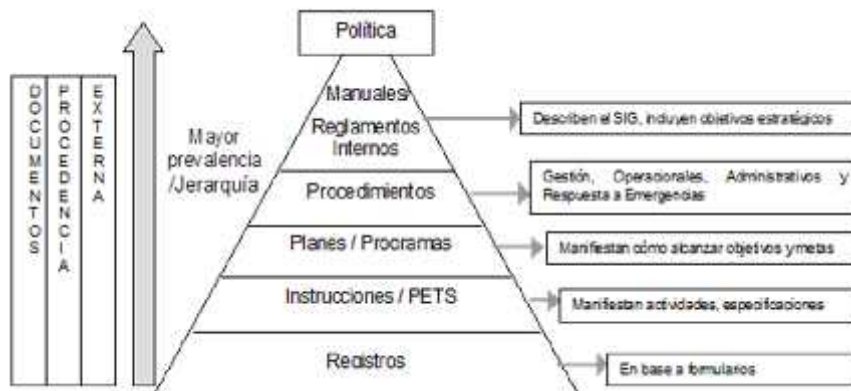 Política
DOCUMENTOS
PROCEDENCIA
EXTERNA
Mayor
prevalencia
/Jerarquía
Manuales/
Reglamentos
Internos
Describen el SIG, incluyen objetivos estratégicos
Procedimientos
Gestión, Operacionales, Administrativos y
Respuesta a Emergencias
Planes / Programas
Manifiestan cómo alcanzar objetivos y metas
Instrucciones / PETS
Manifiestan actividades, especificaciones
Registros
En base a formularios